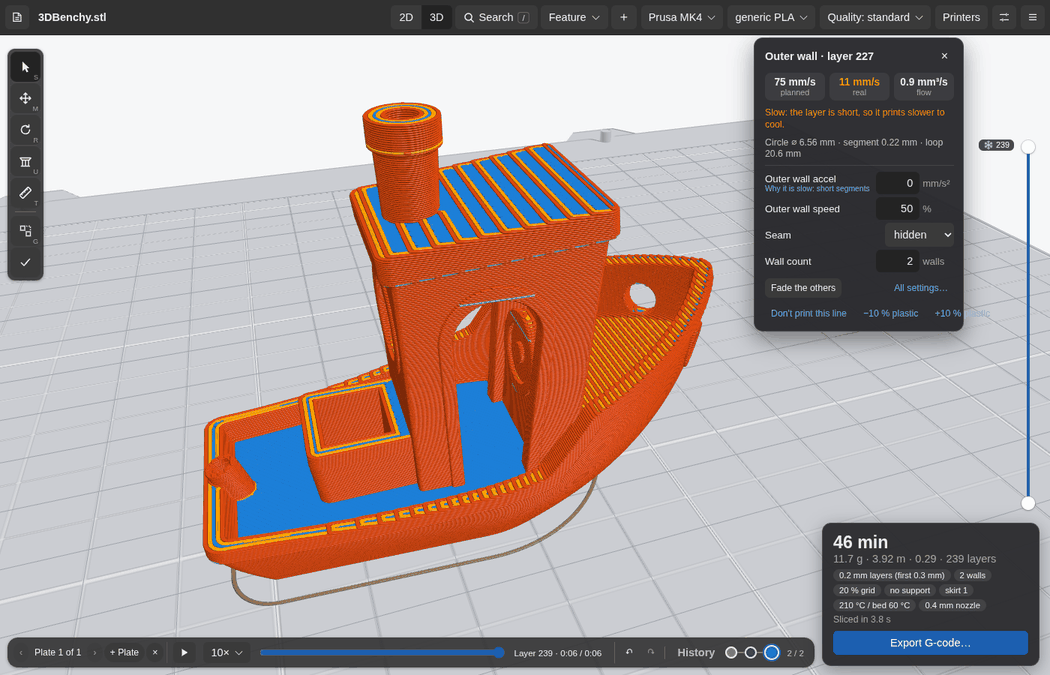 3DBenchy.stl
2D 3D Search / Feature + Prusa MK4 generic PLA Quality: standard Printers
S
M
R
U
T
G
Outer wall · layer 227 ×
75 mm/s 11 mm/s 0.9 mm³/s
planned real flow
Slow: the layer is short, so it prints slower to
cool.
Circle ⌀ 6.56 mm · segment 0.22 mm · loop
20.6 mm
Outer wall accel 0 mm/s²
Why it is slow: short segments
Outer wall speed 50 %
Seam hidden
Wall count 2 walls
Fade the others All settings…
Don't print this line −10 % plastic +10 % plastic
239
46 min
11.7 g · 3.92 m · 0.29 · 239 layers
0.2 mm layers (first 0.3 mm) 2 walls
20 % grid no support skirt 1
210 °C / bed 60 °C 0.4 mm nozzle
Sliced in 3.8 s
Export G-code…
‹ Plate 1 of 1 › + Plate × 10× Layer 239 · 0:06 / 0:06 History 2 / 2